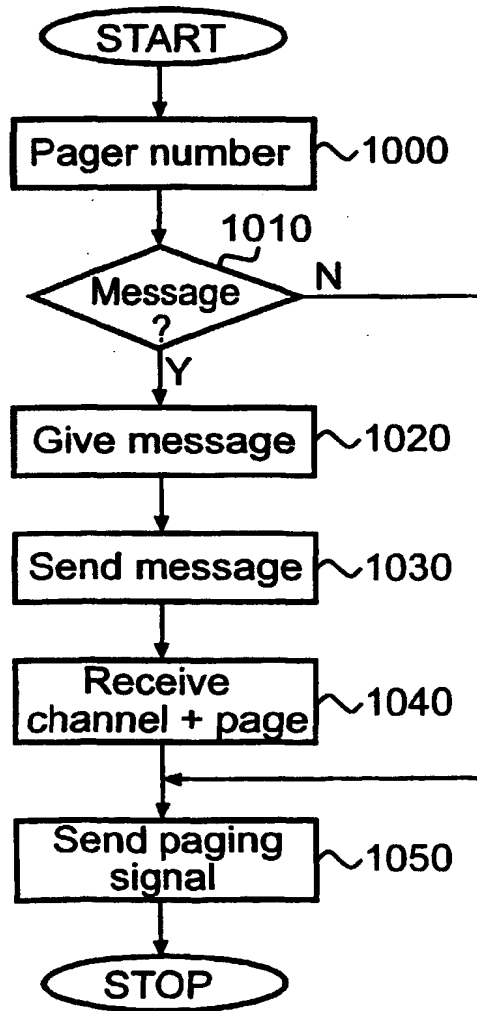 START
Pager number
1000
1010
Message
?
N
Y
Give message
1020
Send message
1030
Receive
channel + page
1040
Send paging
signal
1050
STOP